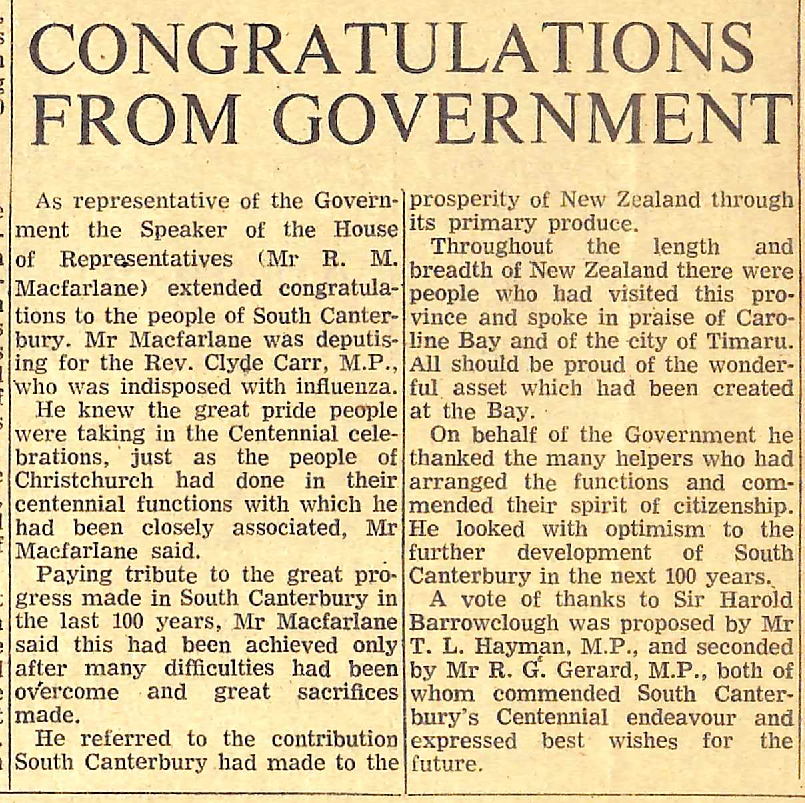 CONGRATULATIONS
FROM GOVERNMENT
As representative of the Govern-
ment the Speaker of the House
of Representatives (Mr R. M.
Macfarlane) extended congratula-
tions to the people of South Canter-
bury. Mr Macfarlane was deputis-
ing for the Rev. Clyde Carr, M.P.,
who was indisposed with influenza.
He knew the great pride people
were taking in the Centennial cele-
brations, just as the people of
Christchurch had done in their
centennial functions with which he
had been closely associated, Mr
Macfarlane said.
Paying tribute to the great pro-
gress made in South Canterbury in
the last 100 years, Mr Macfarlane
said this had been achieved only
after many difficulties had been
overcome and great sacrifices
made.
He referred to the contribution
South Canterbury had made to the
prosperity of New Zealand through
its primary produce.
Throughout the length and
breadth of New Zealand there were
people who had visited this pro-
vince and spoke in praise of Caro-
line Bay and of the city of Timaru.
All should be proud of the wonder-
ful asset which had been created
at the Bay.
On behalf of the Government he
thanked the many helpers who had
arranged the functions and com-
mended their spirit of citizenship.
He looked with optimism to the
further development of South
Canterbury in the next 100 years.
A vote of thanks to Sir Harold
Barrowclough was proposed by Mr
T. L. Hayman, M.P., and seconded
by Mr R. G. Gerard, M.P., both of
whom commended South Canter-
bury's Centennial endeavour and
expressed best wishes for the
future.